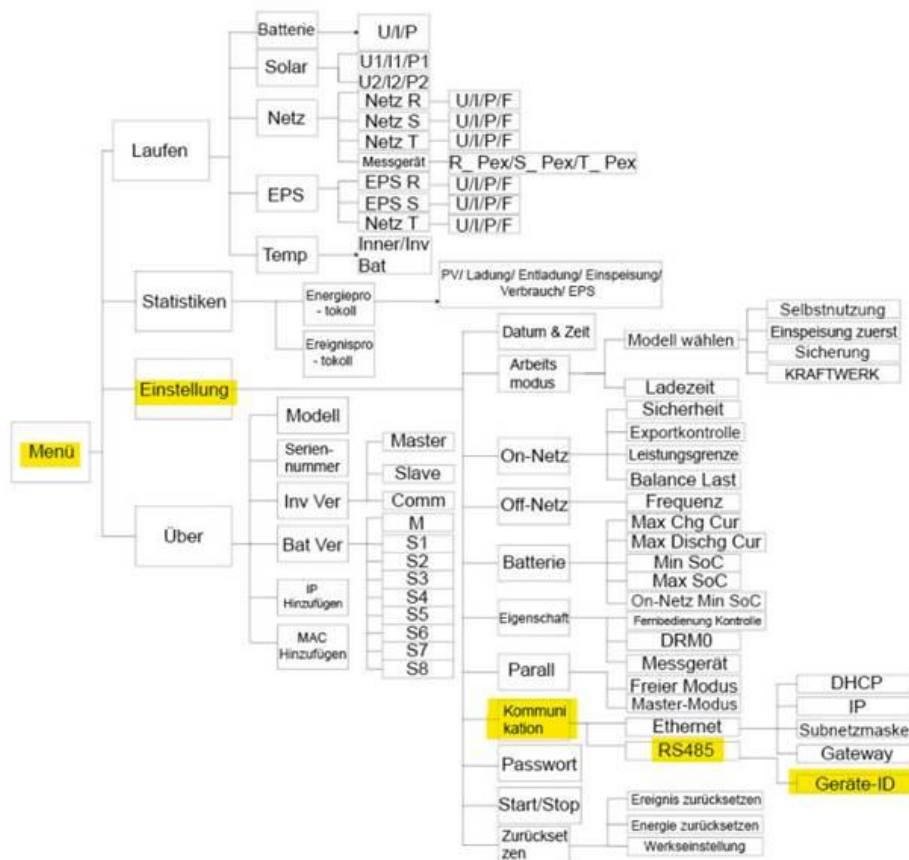 Menü
Laufen
Batterie
U/I/P
Solar
U1/I1/P1
U2/I2/P2
Netz
Netz R
U/I/P/F
Netz S
U/I/P/F
Netz T
U/I/P/F
Messgerät
R_ Pex/S_ Pex/T_ Pex
EPS
EPS R
U/I/P/F
EPS S
U/I/P/F
Netz T
U/I/P/F
Temp
Inner/Inv
Bat
Statistiken
Energiepro
- tokoll
PV/ Ladung/ Entladung/ Einspeisung/
Verbrauch/ EPS
Ereignispro
- tokoll
Einstellung
Datum & Zeit
Arbeits
modus
Modell wählen
Selbstnutzung
Einspeisung zuerst
Sicherung
KRAFTWERK
Ladezeit
On-Netz
Sicherheit
Exportkontrolle
Leistungsgrenze
Balance Last
Off-Netz
Frequenz
Batterie
Max Chg Cur
Max Dischg Cur
Min SoC
Max SoC
On-Netz Min SoC
Eigenschaft
Fernbedienung Kontrolle
DRM0
Messgerät
Parall
Freier Modus
Master-Modus
Kommuni
kation
Ethernet
DHCP
IP
Subnetzmaske
Gateway
RS485
Geräte-ID
Passwort
Start/Stop
Zurückset
zen
Ereignis zurücksetzen
Energie zurücksetzen
Werkseinstellung
Über
Modell
Serien-
nummer
Inv Ver
Master
Slave
Comm
Bat Ver
M
S1
S2
S3
S4
S5
S6
S7
S8
IP
Hinzufügen
MAC
Hinzufügen